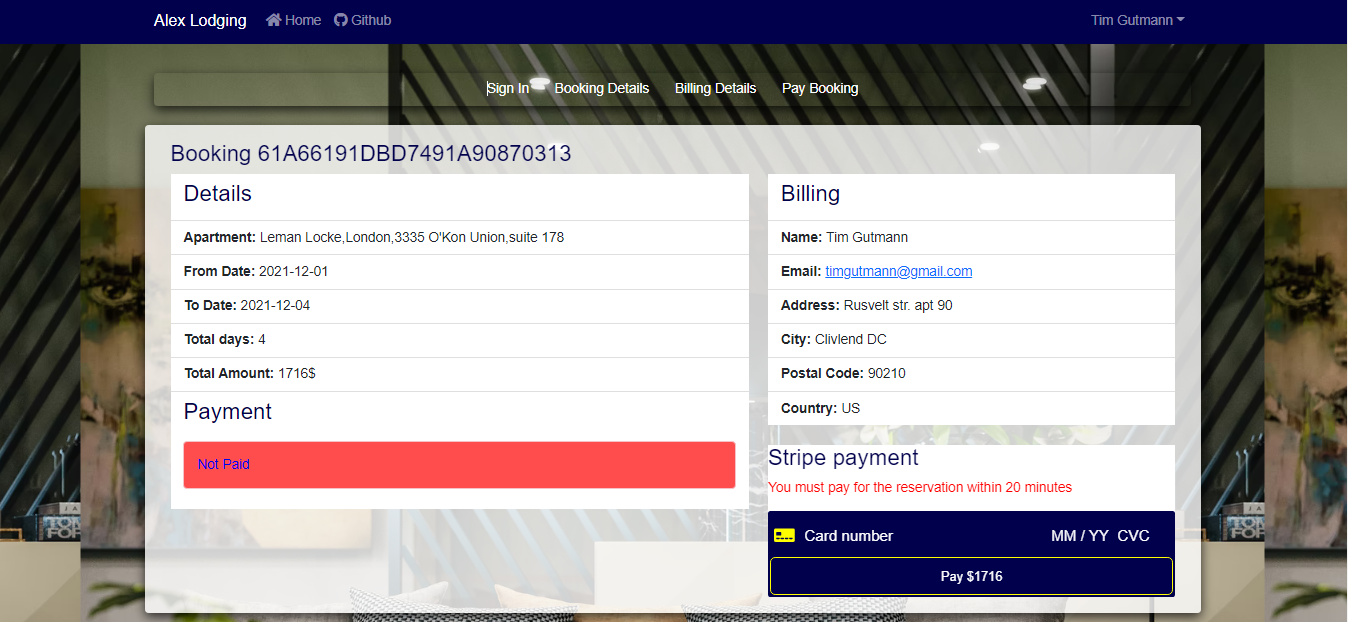 Alex Lodging Home Github Tim Gutmann
Sign In Booking Details Billing Details Pay Booking
Booking 61A66191DBD7491A90870313
Details
Apartment: Leman Locke,London,3335 O'Kon Union,suite 178
From Date: 2021-12-01
To Date: 2021-12-04
Total days: 4
Total Amount: 1716$
Payment
Not Paid
Billing
Name: Tim Gutmann
Email: timgutmann@gmail.com
Address: Rusvelt str. apt 90
City: Clivlend DC
Postal Code: 90210
Country: US
Stripe payment
You must pay for the reservation within 20 minutes
Card number MM / YY CVC
Pay $1716